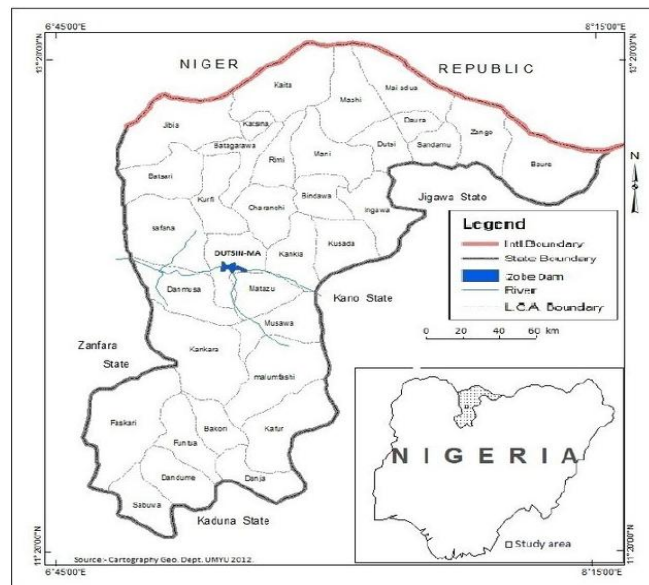 6°45'00"E
8°15'00"E
13°20'00"N
13°20'00"N
NIGER
REPUBLIC
Kaita
Mashi
Mai adua
Jibia
Katsina
Daura
Zango
Batagarawa
Rimi
Mani
Dutsi
Sandamu
Baure
N
Batsari
Kurfi
Charanchi
Bindawa
Ingawa
Jigawa State
safana
DUTSIN-MA
Kankia
Kusada
Legend
Intl Boundary
State Boundary
Zobe Dam
River
L.G.A. Boundary
Danmusa
Matazu
Kano State
Musawa
0 20 40 60 km
Zanfara
State
Kankara
malumfashi
Faskari
Bakori
Kafur
Funtua
NIGERIA
Dandume
Danja
Sabuwa
Kaduna State
Study area
Source:- Cartography Geo. Dept. UMYU 2012.
11°20'00"N
11°20'00"N
6°45'00"E
8°15'00"E